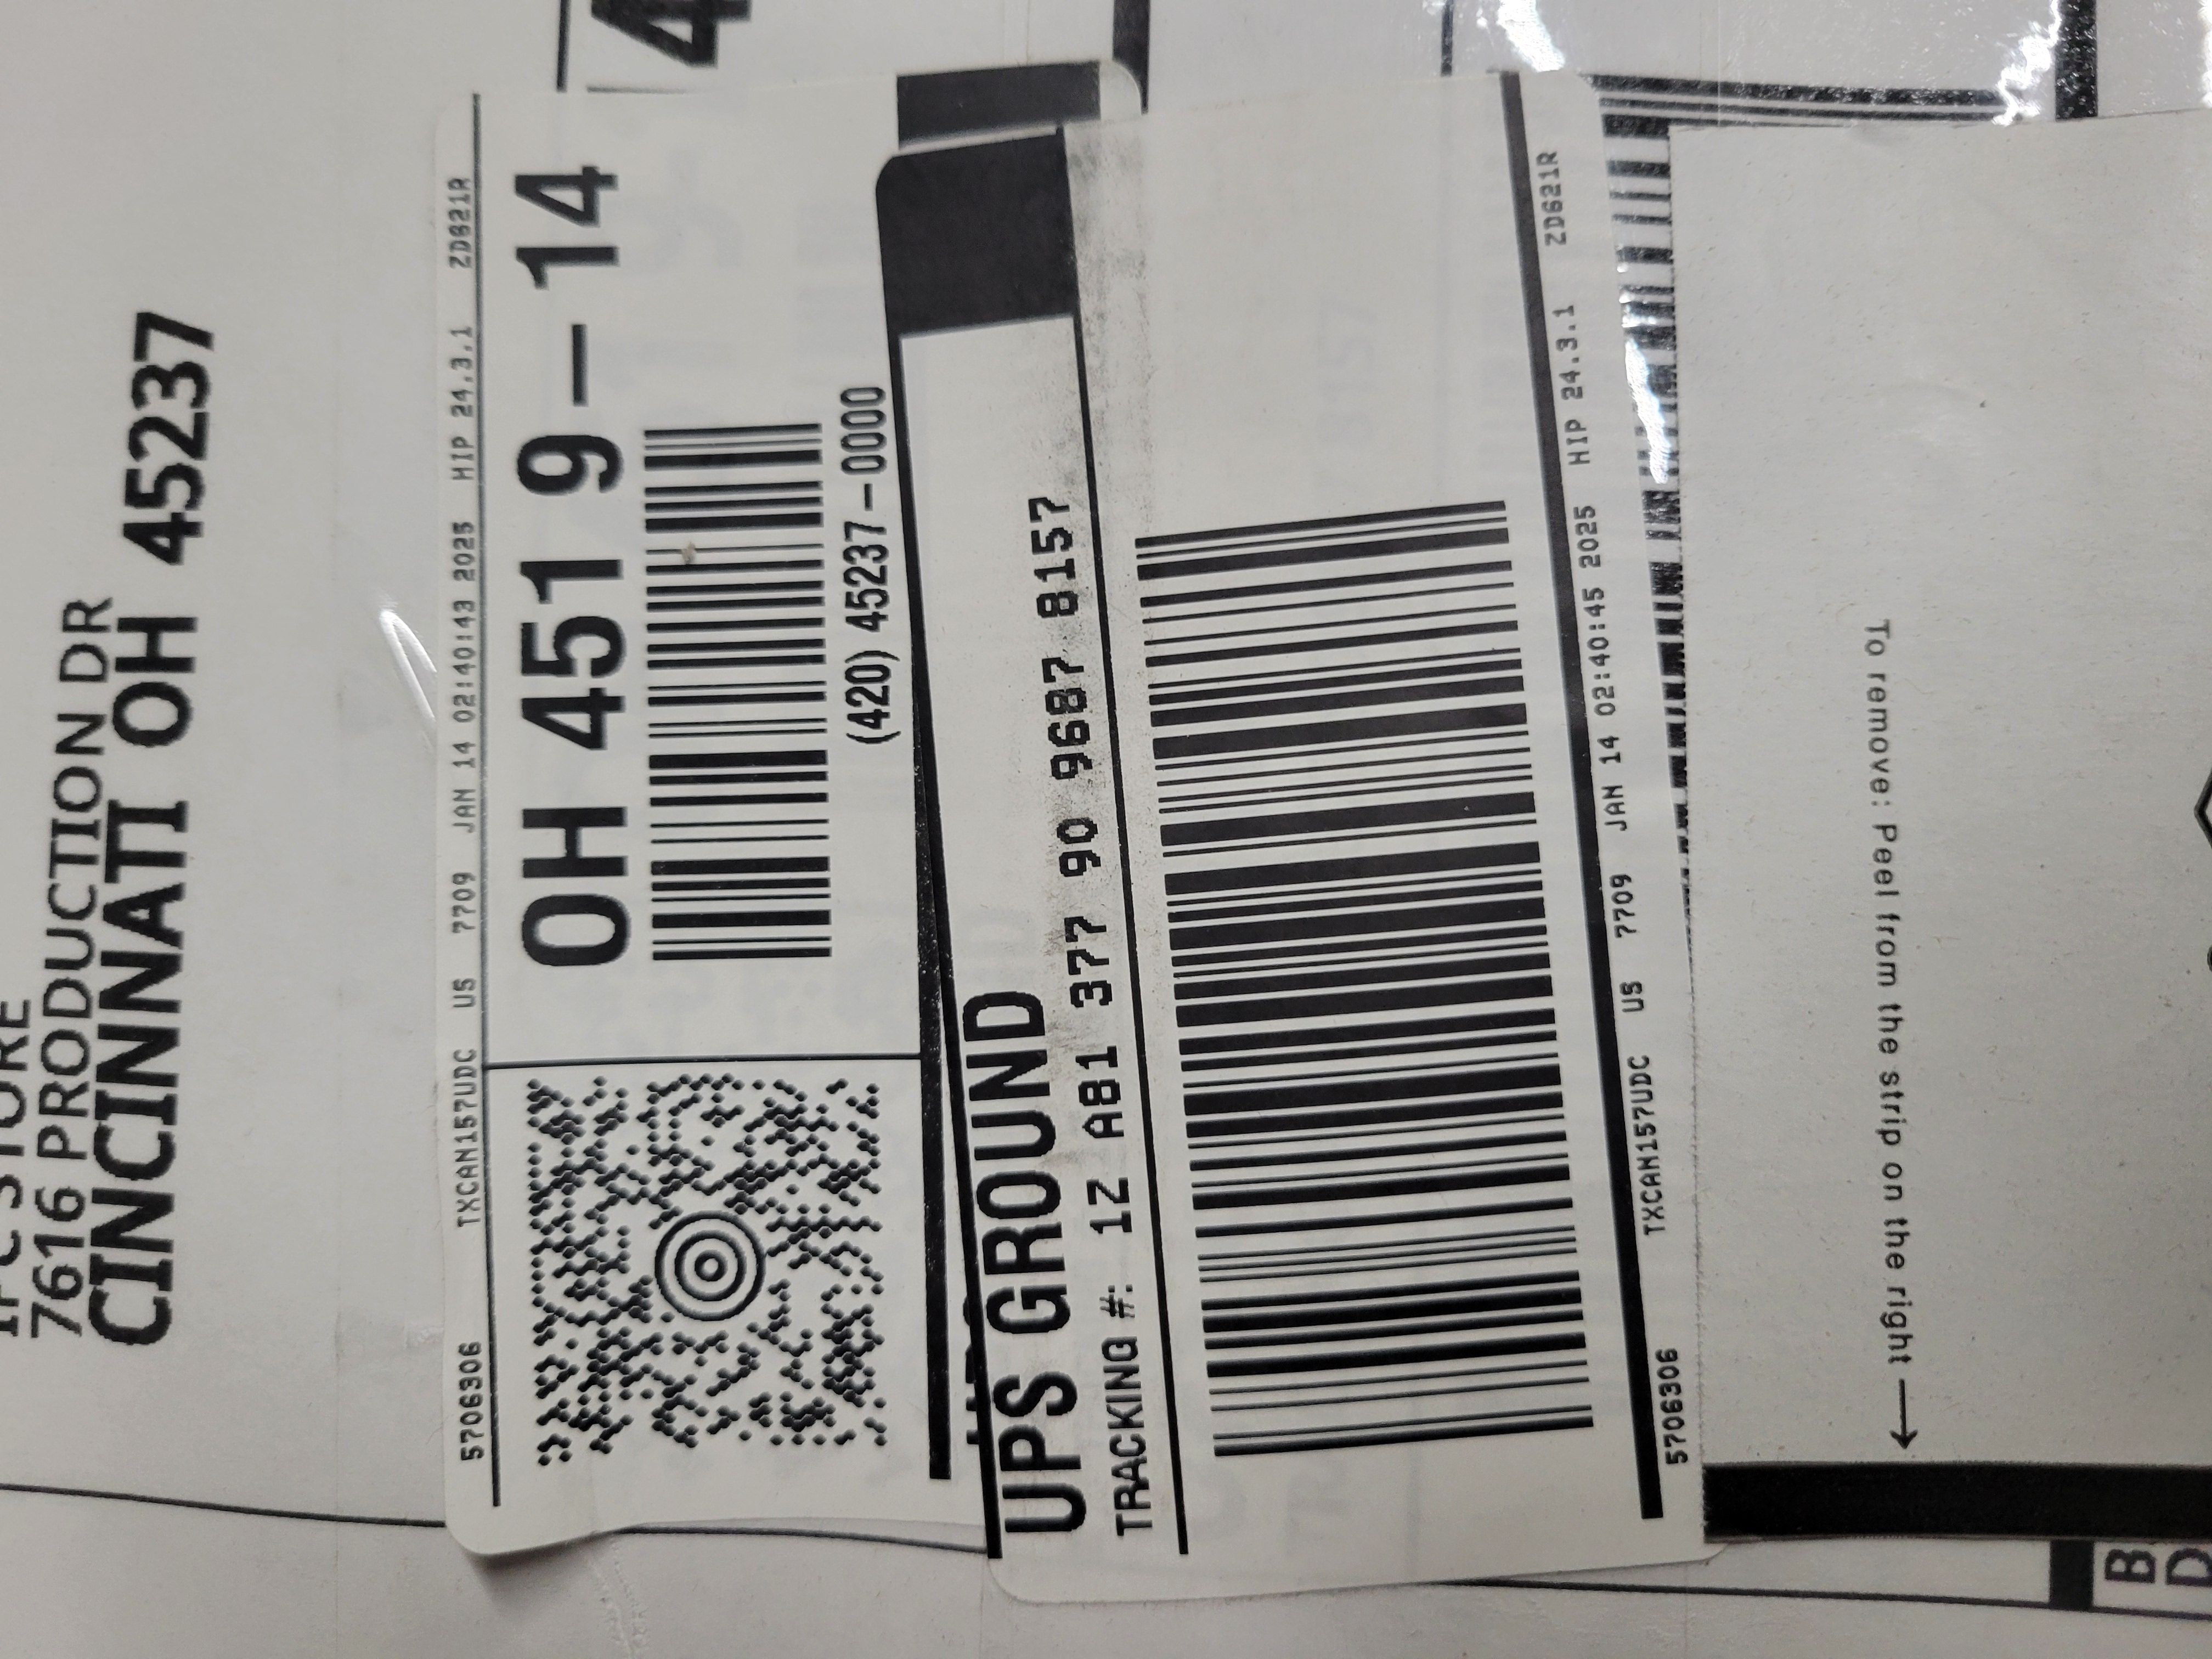 7616 PRODUCTION DR
CINCINNATI OH 45237
5706306 TXCAN157UDC US 7709 JAN 14 02:40:43 2025 HIP 24.3.1 ZD621R
OH 451 9-14
(420) 45237-0000
UPS GROUND
TRACKING #: 1Z A81 377 90 9687 8157
5706306 TXCAN157UDC US 7709 JAN 14 02:40:45 2025 HIP 24.3.1 ZD621R
To remove: Peel from the strip on the right →